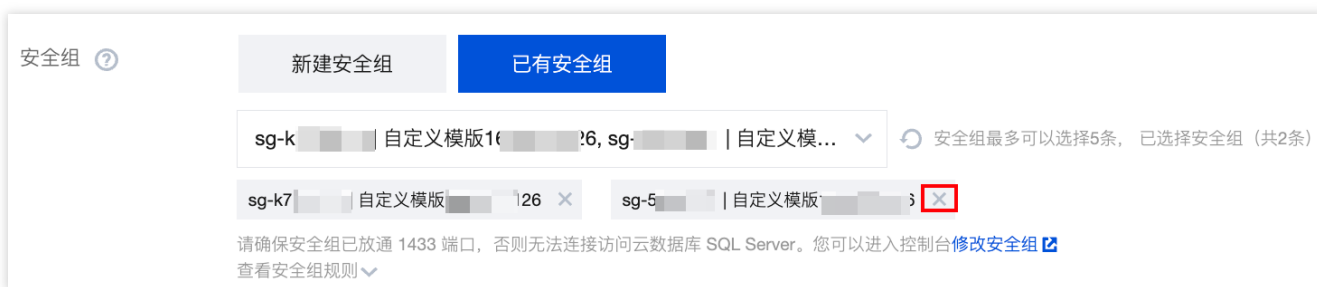 安全组 ?
新建安全组 已有安全组
sg-k | 自定义模版1 26, sg- | 自定义模... 安全组最多可以选择5条， 已选择安全组（共2条）
sg-k7 | 自定义模版 126 × sg-5 | 自定义模版 ×
请确保安全组已放通 1433 端口，否则无法连接访问云数据库 SQL Server。您可以进入控制台修改安全组
查看安全组规则